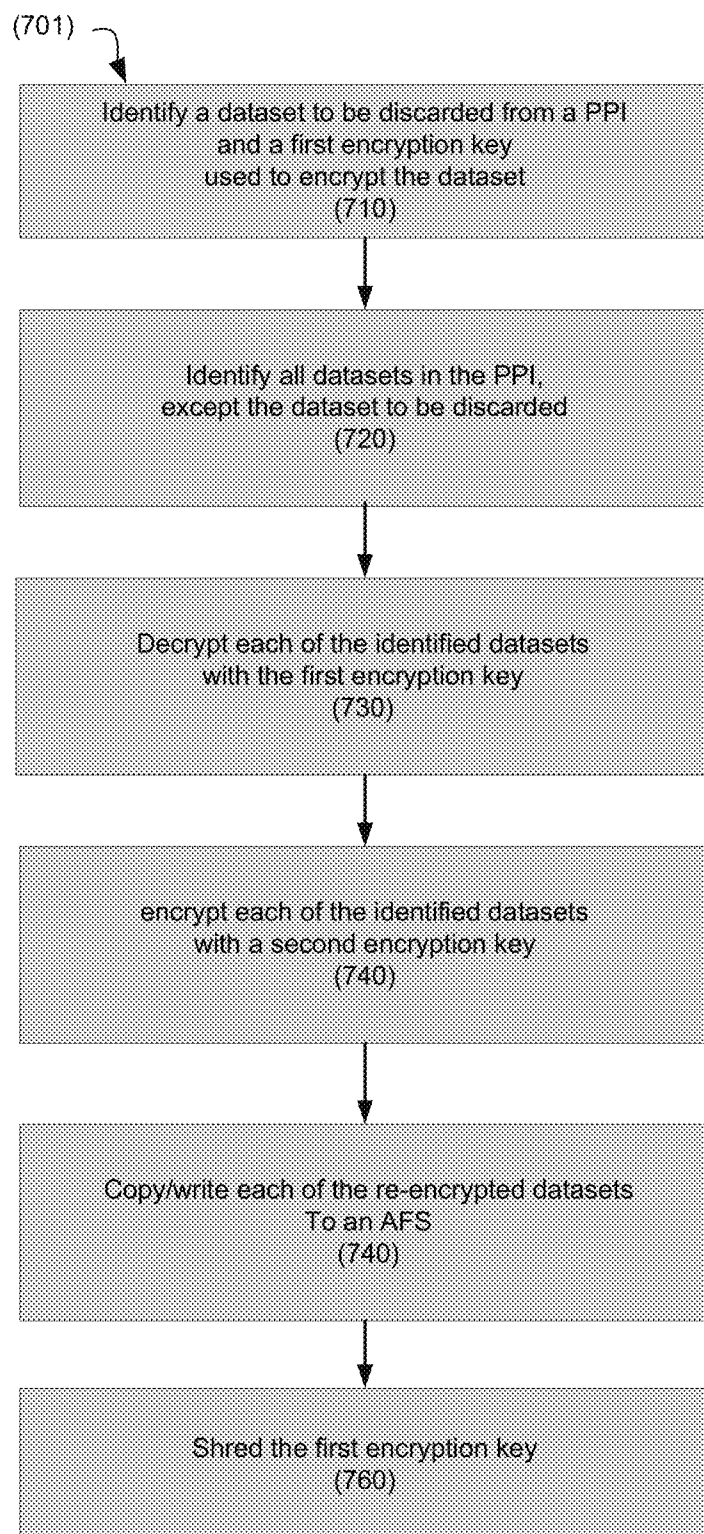 (701)
Identify a dataset to be discarded from a PPI
and a first encryption key
used to encrypt the dataset
(710)
Identify all datasets in the PPI,
except the dataset to be discarded
(720)
Decrypt each of the identified datasets
with the first encryption key
(730)
encrypt each of the identified datasets
with a second encryption key
(740)
Copy/write each of the re-encrypted datasets
To an AFS
(740)
Shred the first encryption key
(760)